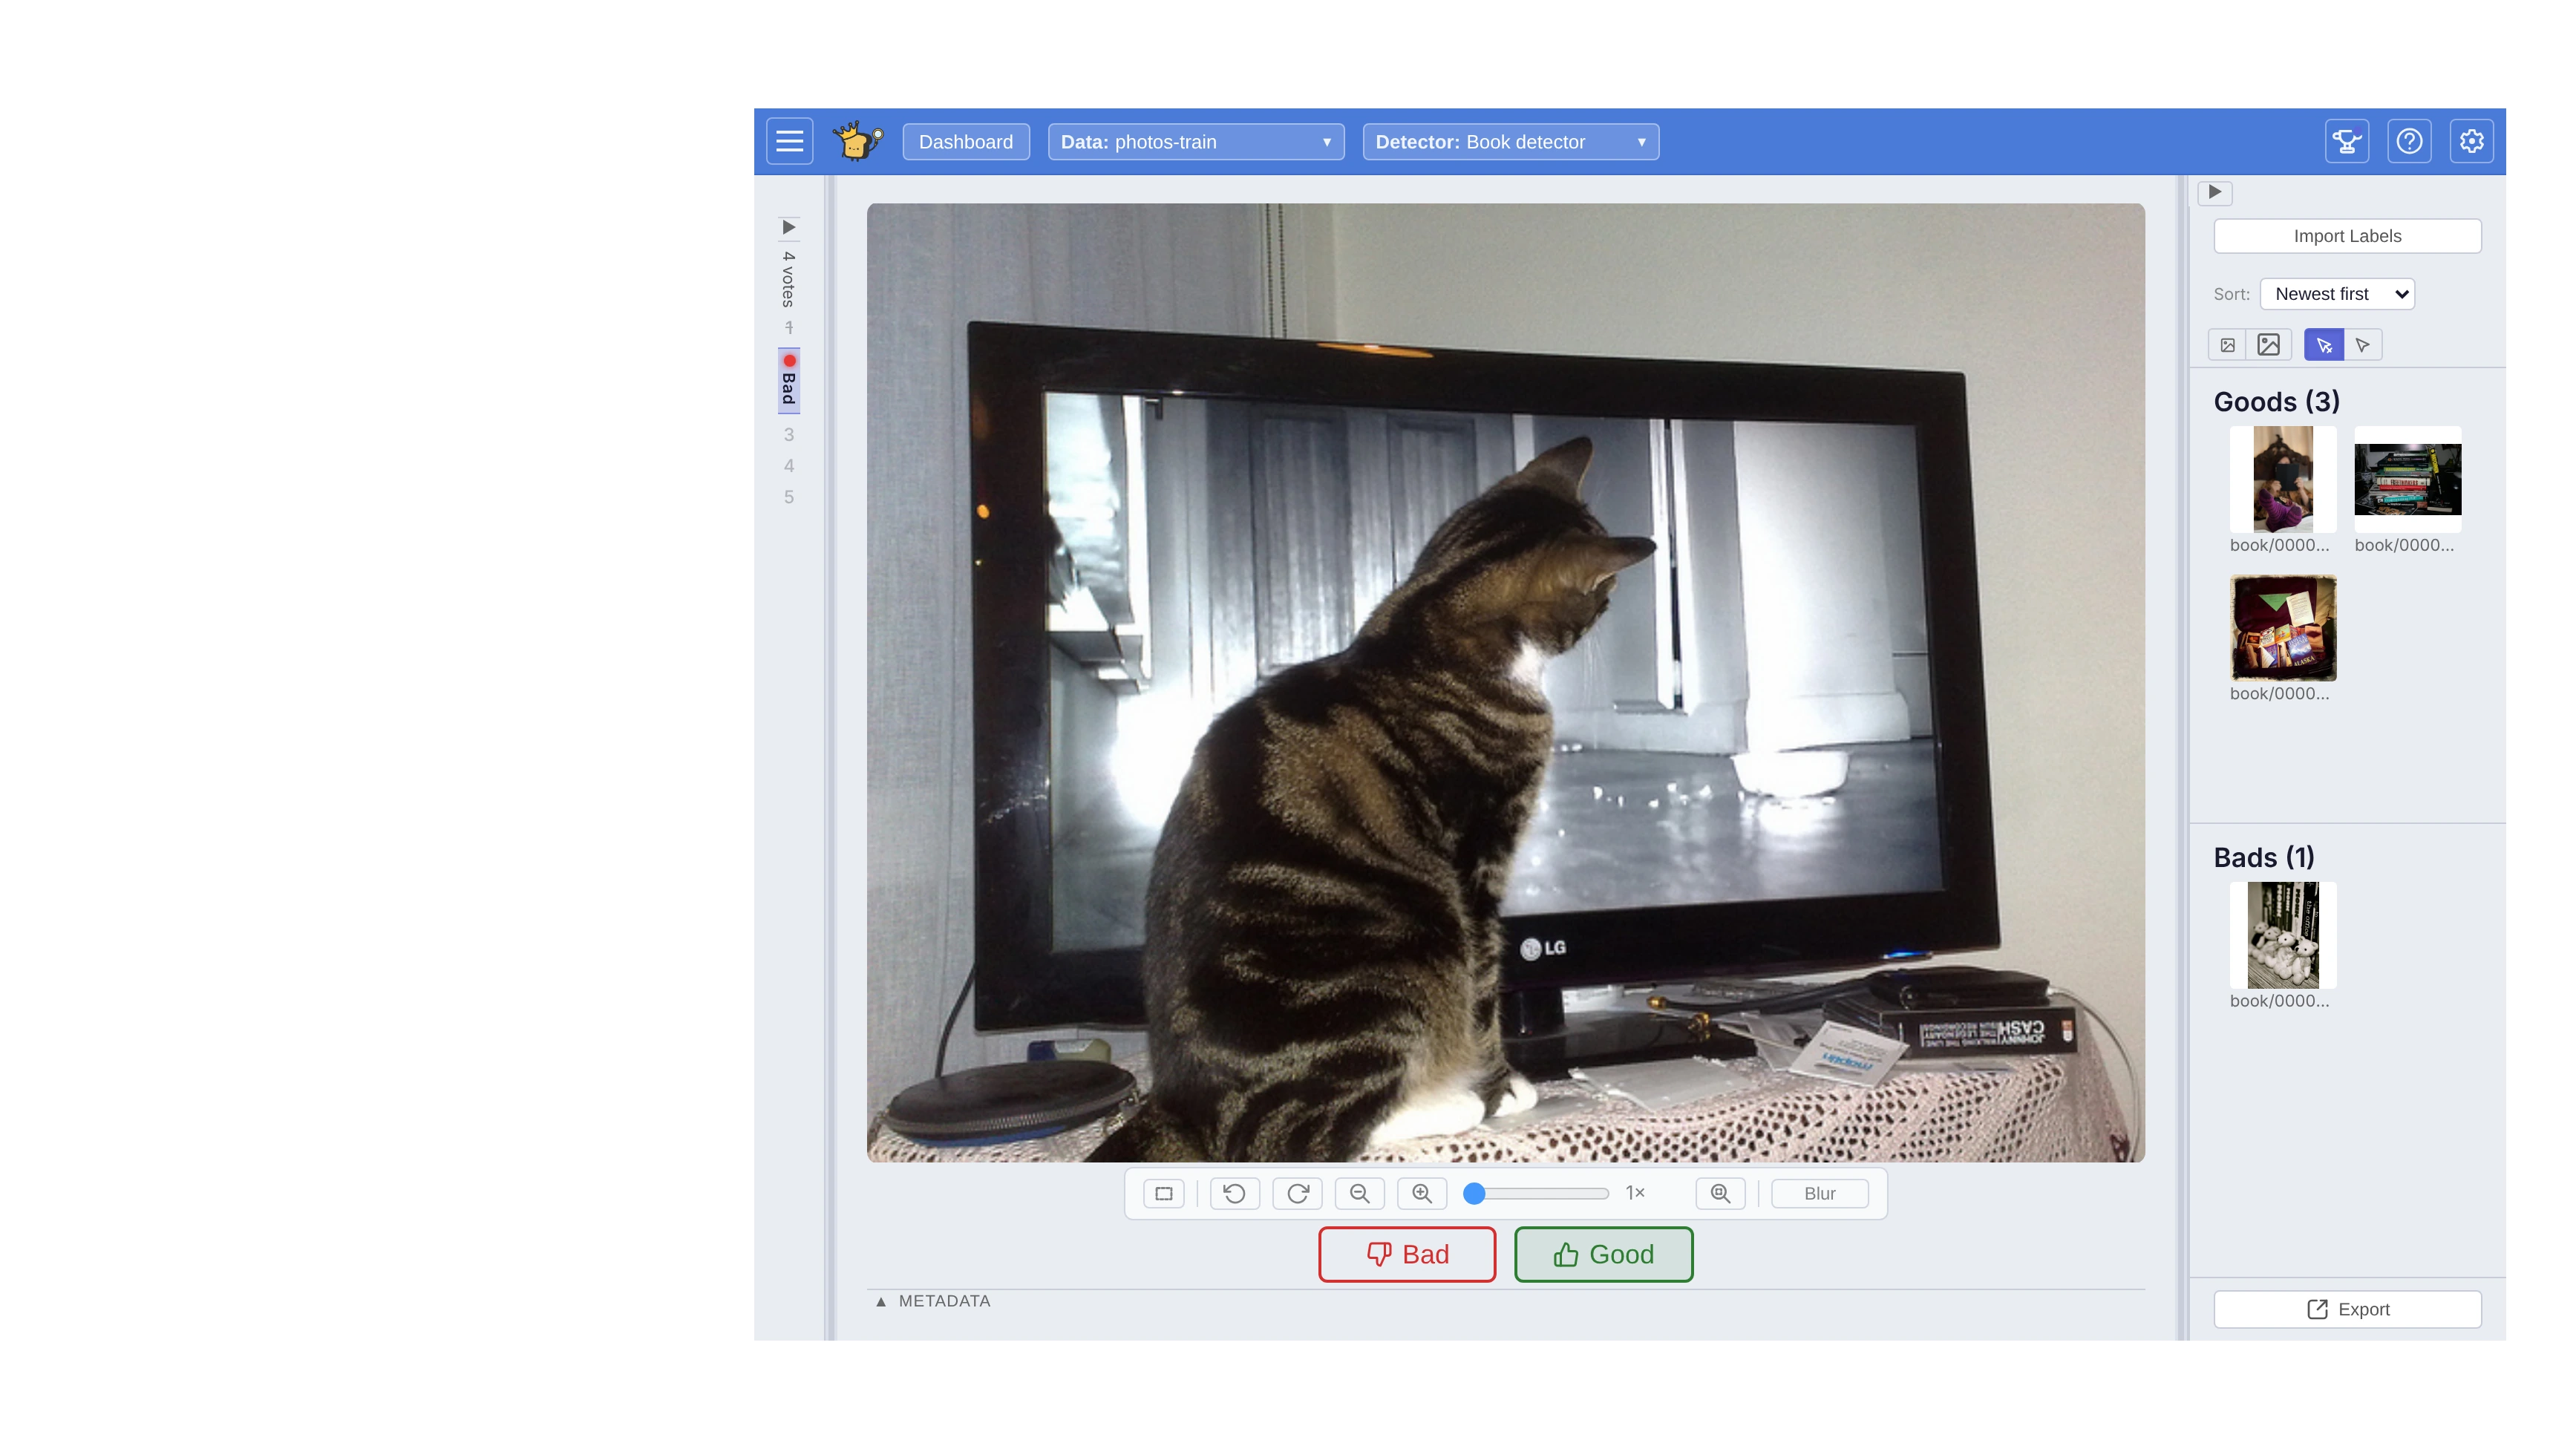 Dashboard
Data: photos-train
Detector: Book detector
4 votes
1
Bad
3
4
5
LG
JOHNNY CASH
Import Labels
Sort: Newest first
Goods (3)
book/0000...
book/0000...
book/0000...
Bads (1)
book/0000...
1×
Blur
Bad
Good
METADATA
Export